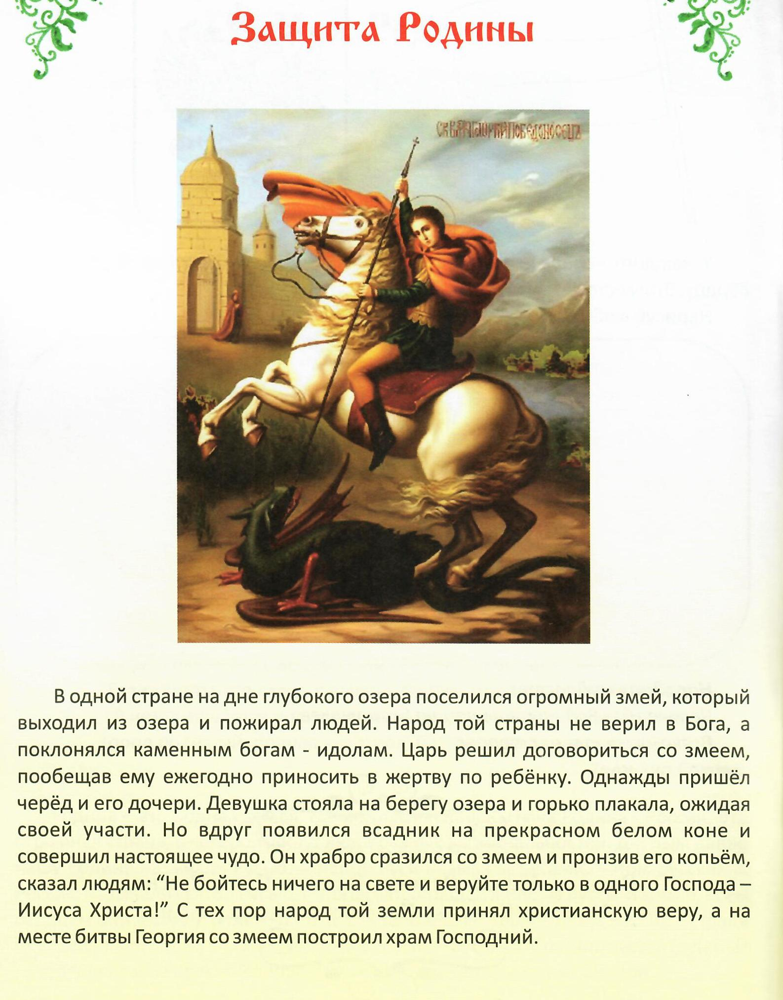 Защита Родины
В одной стране на дне глубокого озера поселился огромный змей, который
выходил из озера и пожирал людей. Народ той страны не верил в Бога, а
поклонялся каменным богам - идолам. Царь решил договориться со змеем,
пообещав ему ежегодно приносить в жертву по ребёнку. Однажды пришёл
черёд и его дочери. Девушка стояла на берегу озера и горько плакала, ожидая
своей участи. Но вдруг появился всадник на прекрасном белом коне и
совершил настоящее чудо. Он храбро сразился со змеем и пронзив его копьём,
сказал людям: “Не бойтесь ничего на свете и веруйте только в одного Господа –
Иисуса Христа!” С тех пор народ той земли принял христианскую веру, а на
месте битвы Георгия со змеем построил храм Господний.